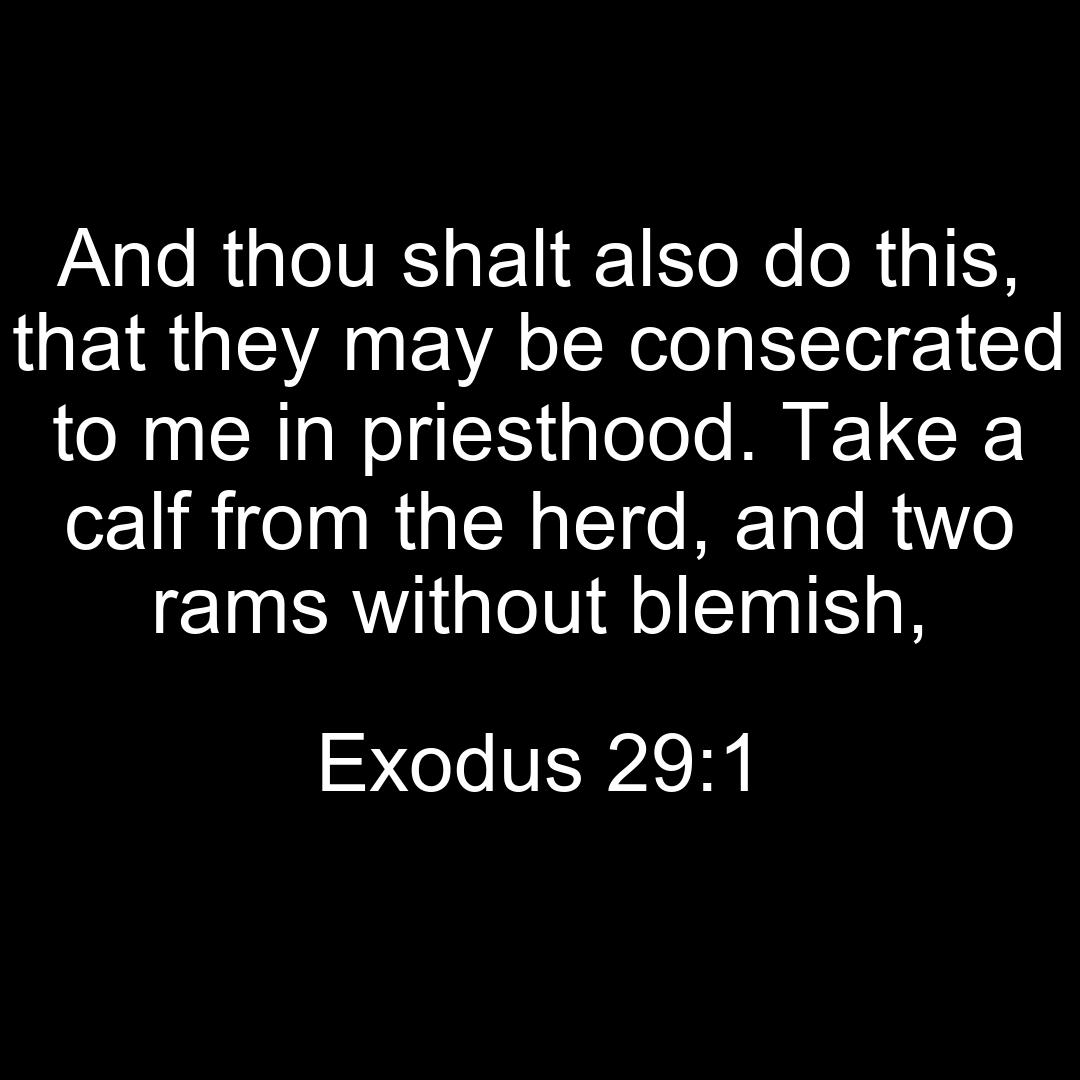 And thou shalt also do this,
that they may be consecrated
to me in priesthood. Take a
calf from the herd, and two
rams without blemish,
Exodus 29:1